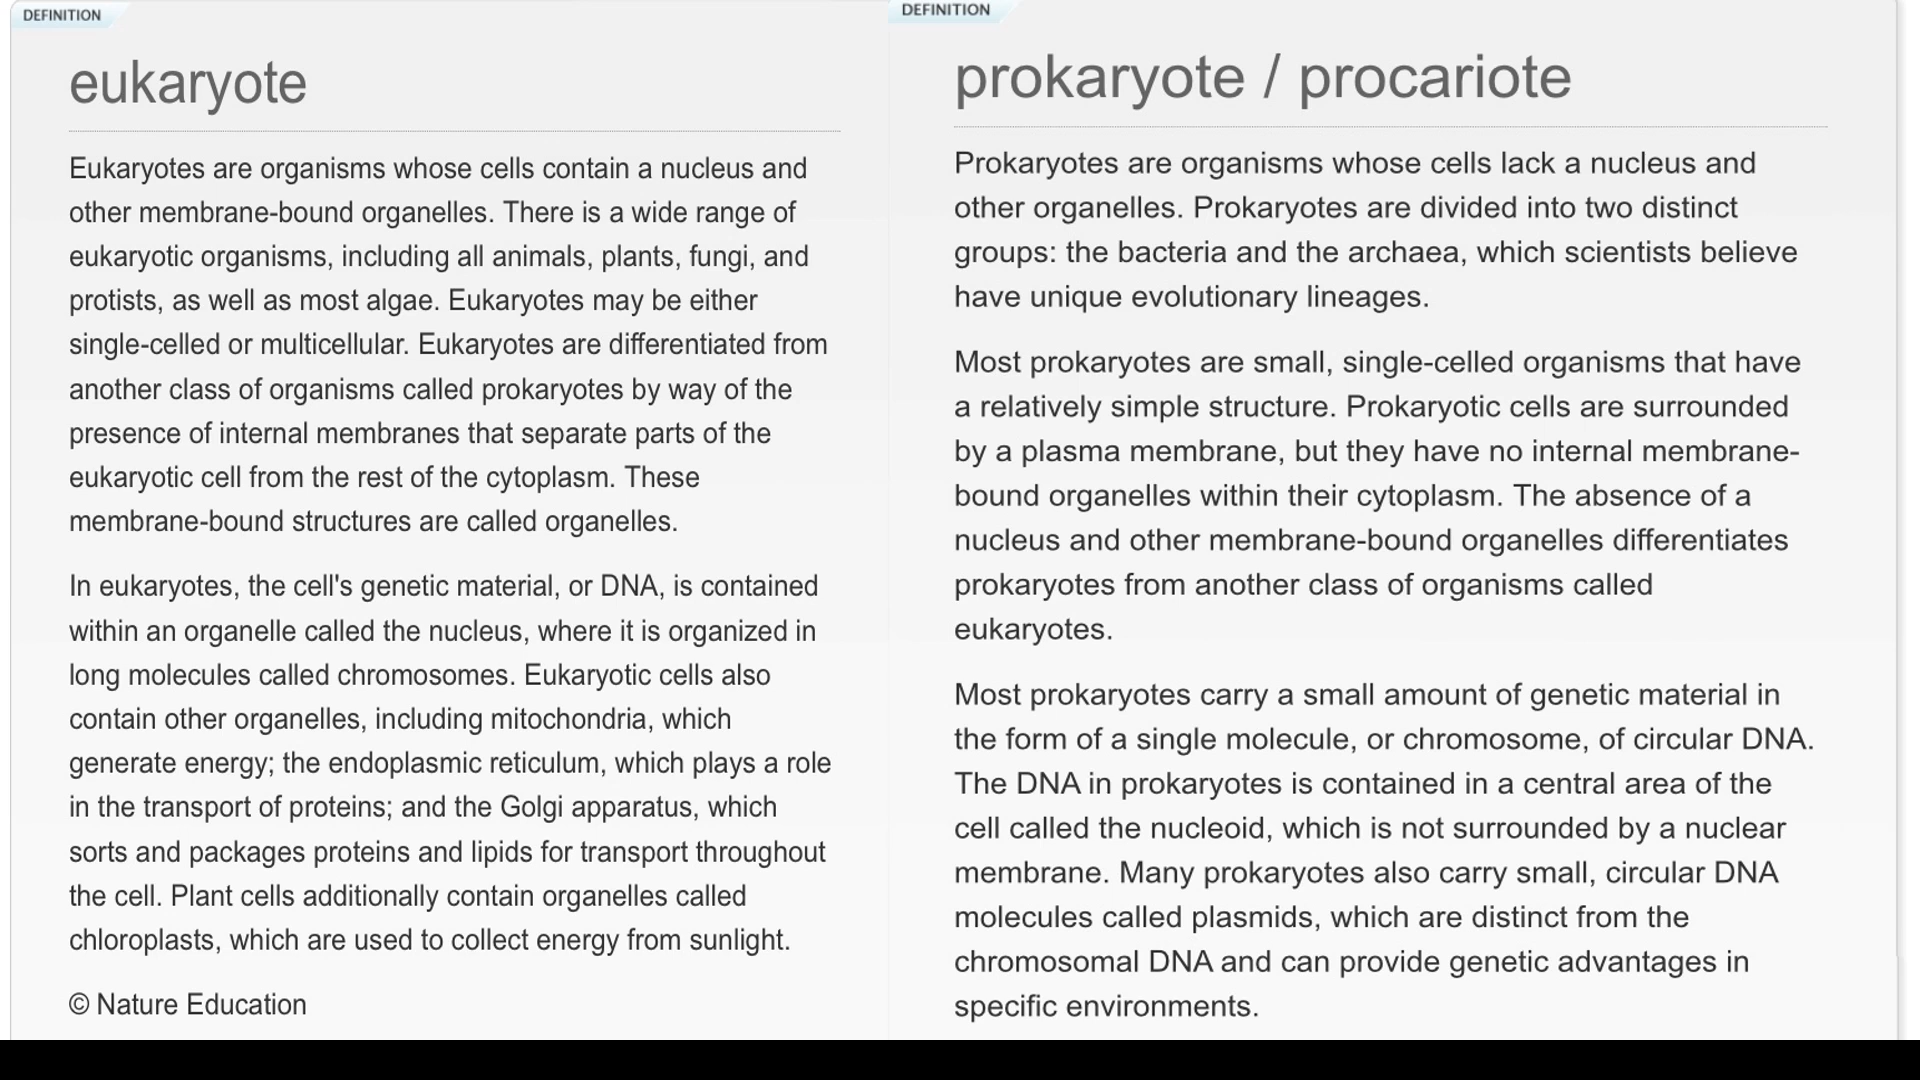 DEFINITION
eukaryote
Eukaryotes are organisms whose cells contain a nucleus and
other membrane-bound organelles. There is a wide range of
eukaryotic organisms, including all animals, plants, fungi, and
protists, as well as most algae. Eukaryotes may be either
single-celled or multicellular. Eukaryotes are differentiated from
another class of organisms called prokaryotes by way of the
presence of internal membranes that separate parts of the
eukaryotic cell from the rest of the cytoplasm. These
membrane-bound structures are called organelles.
In eukaryotes, the cell's genetic material, or DNA, is contained
within an organelle called the nucleus, where it is organized in
long molecules called chromosomes. Eukaryotic cells also
contain other organelles, including mitochondria, which
generate energy; the endoplasmic reticulum, which plays a role
in the transport of proteins; and the Golgi apparatus, which
sorts and packages proteins and lipids for transport throughout
the cell. Plant cells additionally contain organelles called
chloroplasts, which are used to collect energy from sunlight.
© Nature Education
DEFINITION
prokaryote / procariote
Prokaryotes are organisms whose cells lack a nucleus and
other organelles. Prokaryotes are divided into two distinct
groups: the bacteria and the archaea, which scientists believe
have unique evolutionary lineages.
Most prokaryotes are small, single-celled organisms that have
a relatively simple structure. Prokaryotic cells are surrounded
by a plasma membrane, but they have no internal membrane-
bound organelles within their cytoplasm. The absence of a
nucleus and other membrane-bound organelles differentiates
prokaryotes from another class of organisms called
eukaryotes.
Most prokaryotes carry a small amount of genetic material in
the form of a single molecule, or chromosome, of circular DNA.
The DNA in prokaryotes is contained in a central area of the
cell called the nucleoid, which is not surrounded by a nuclear
membrane. Many prokaryotes also carry small, circular DNA
molecules called plasmids, which are distinct from the
chromosomal DNA and can provide genetic advantages in
specific environments.